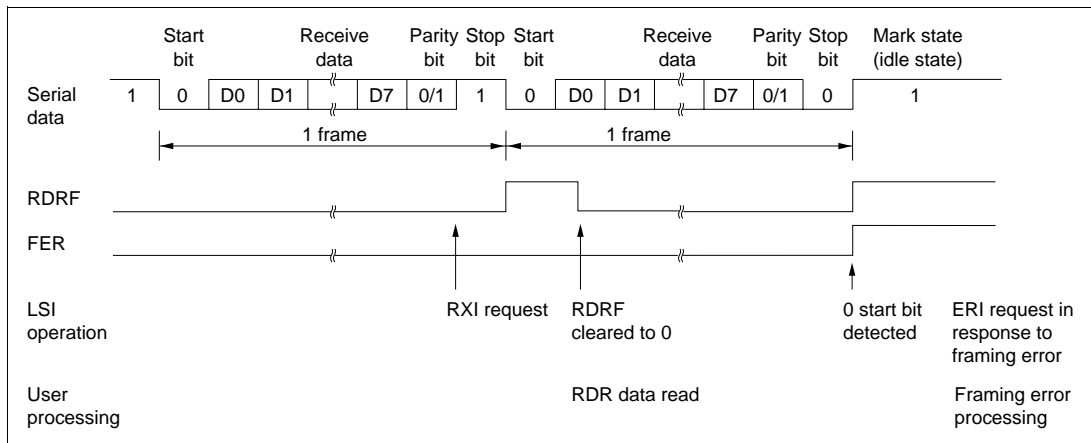 Start bit
Receive data
Parity bit
Stop bit
Start bit
Receive data
Parity bit
Stop bit
Mark state (idle state)
Serial data
1 0 D0 D1 D7 0/1 1 0 D0 D1 D7 0/1 0 1
1 frame 1 frame
RDRF
FER
LSI operation
RXI request
RDRF cleared to 0
0 start bit detected
ERI request in response to framing error
User processing
RDR data read
Framing error processing